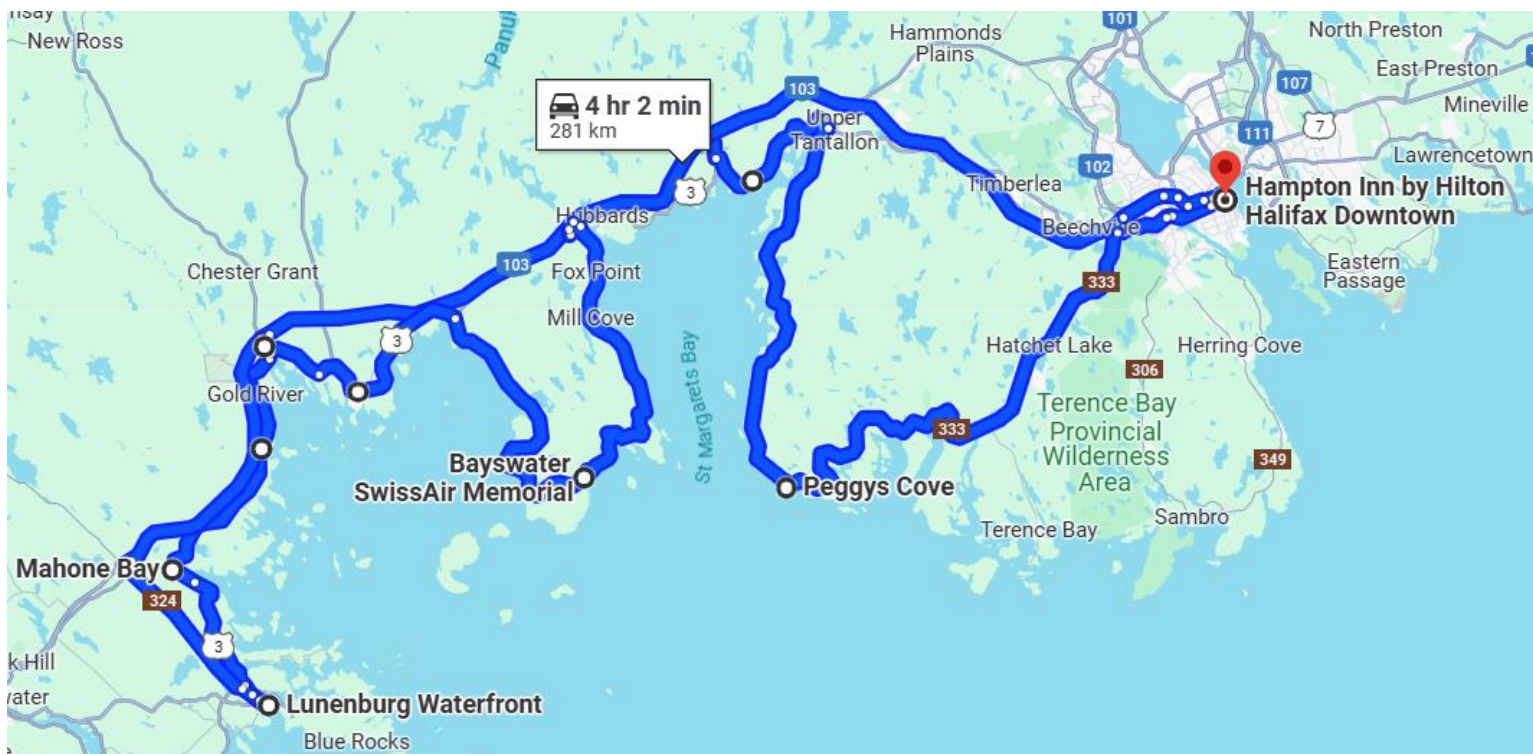 New Ross
Hammonds
Plains
101
North Preston
East Preston
107
Mineville
4 hr 2 min
281 km
103
Upper
Tantallon
111
7
102
Lawrencetown
Timberlea
3
Hampton Inn by Hilton
Halifax Downtown
Hubbards
Beechville
Chester Grant
103
Fox Point
Eastern
Passage
333
Mill Cove
3
St Margarets Bay
Hatchet Lake
Herring Cove
306
Gold River
Terence Bay
Provincial
Wilderness
Area
333
349
Bayswater
SwissAir Memorial
Peggys Cove
Sambro
Terence Bay
Mahone Bay
324
3
k Hill
Lunenburg Waterfront
Blue Rocks